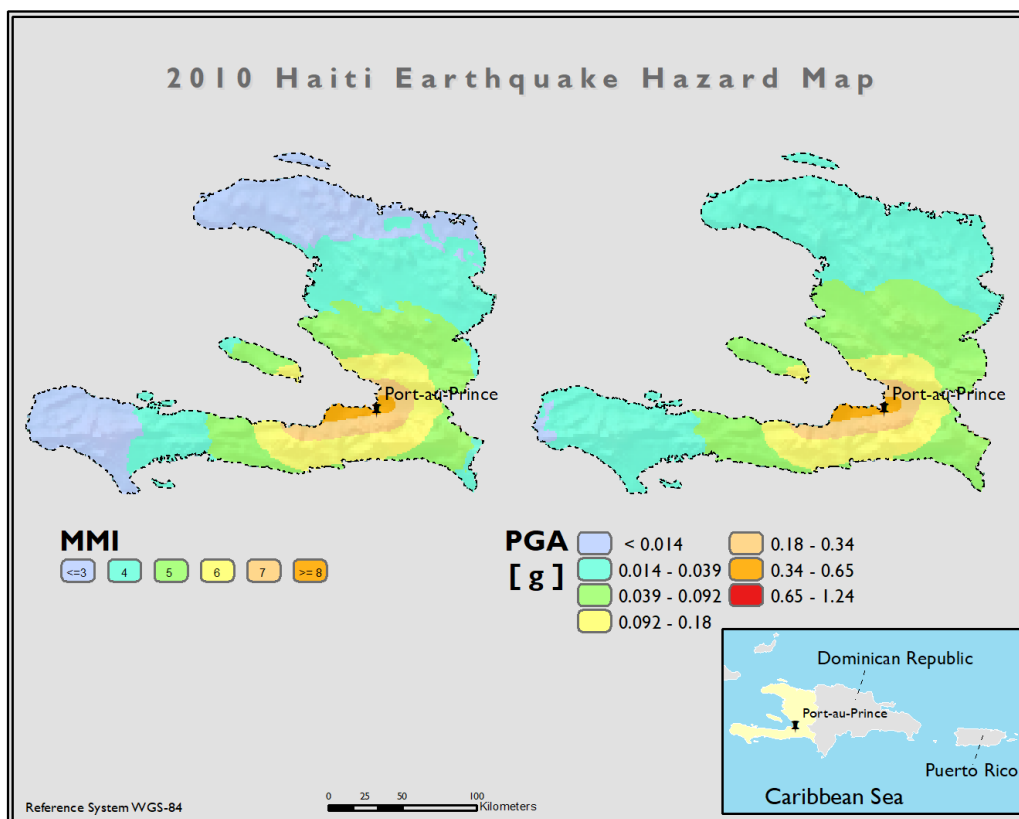 2010 Haiti Earthquake Hazard Map
Port-au-Prince
Port-au-Prince
MMI
<=3 4 5 6 7 >= 8
PGA
[ g ]
< 0.014
0.014 - 0.039
0.039 - 0.092
0.092 - 0.18
0.18 - 0.34
0.34 - 0.65
0.65 - 1.24
Dominican Republic
Port-au-Prince
Puerto Rico
Caribbean Sea
Reference System WGS-84
0 25 50 100
Kilometers